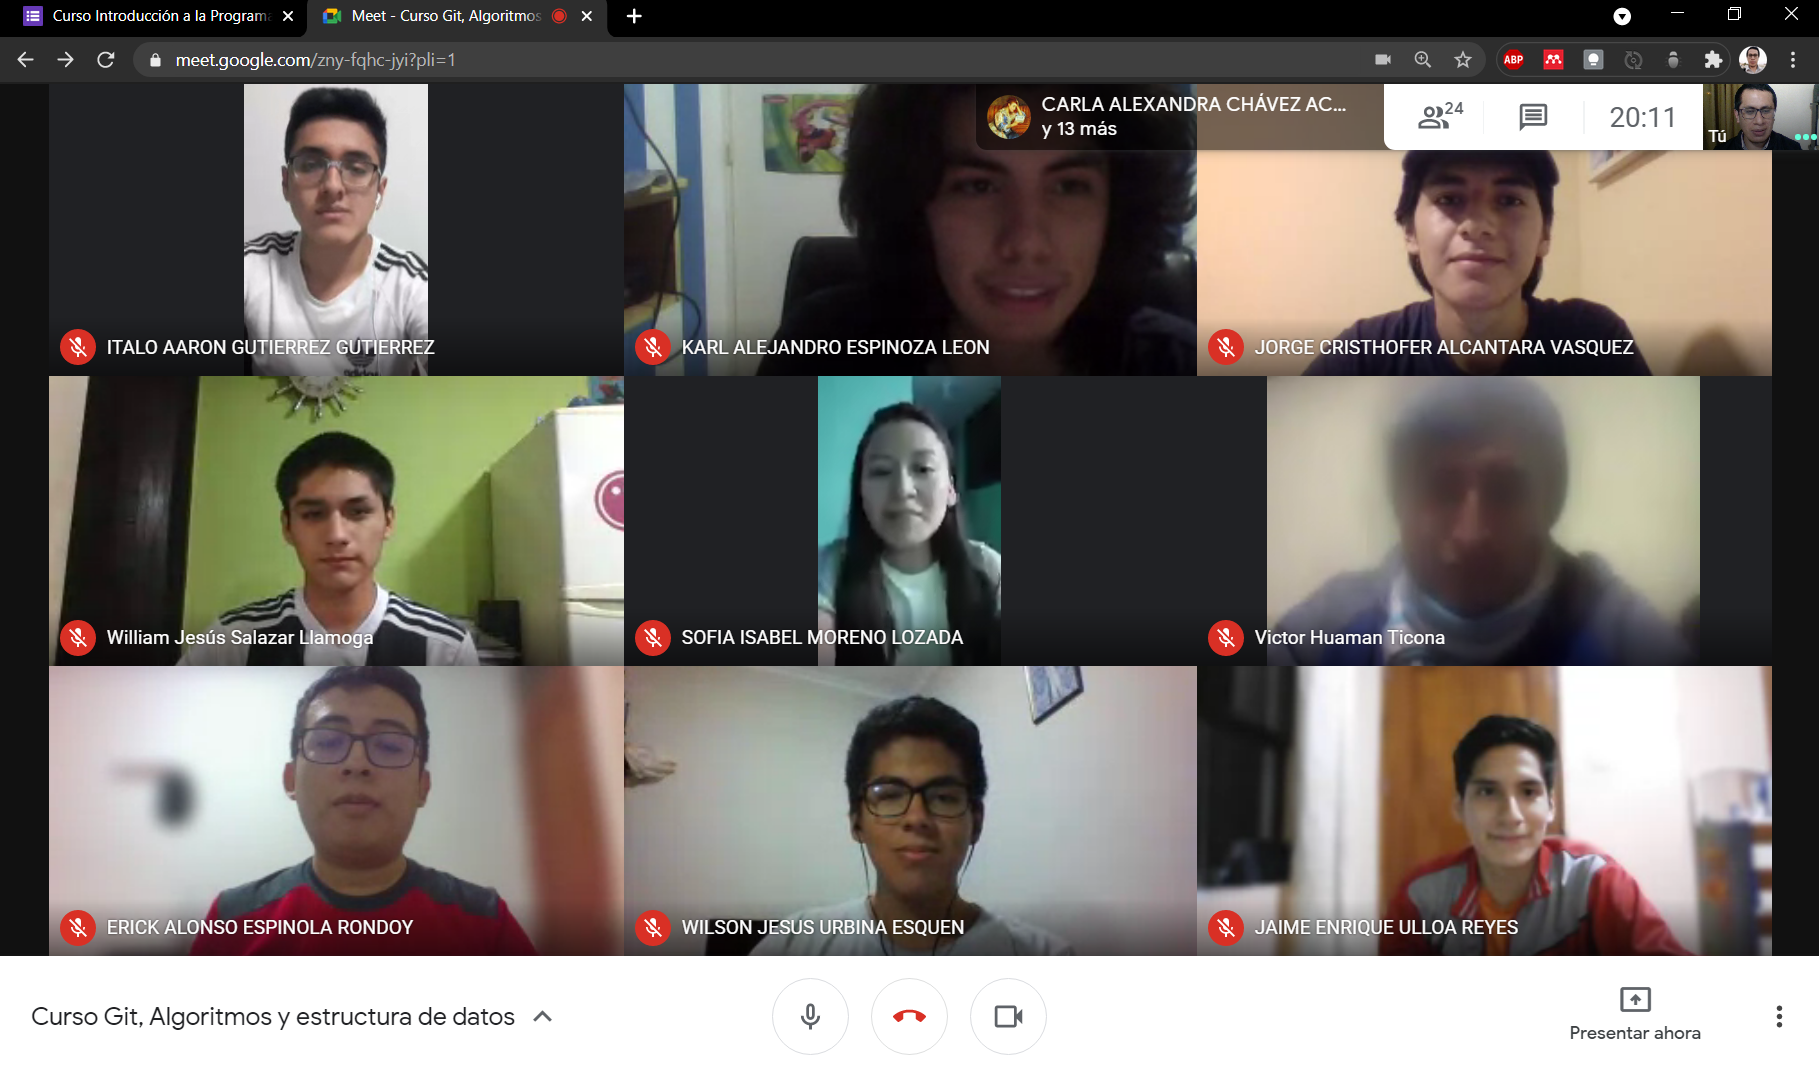 Curso Introducción a la Programa
Meet - Curso Git, Algoritmos
meet.google.com/zny-fqhc-jyi?pli=1
ABP
CARLA ALEXANDRA CHÁVEZ AC...
y 13 más
24
20:11
Tú
ITALO AARON GUTIERREZ GUTIERREZ
KARL ALEJANDRO ESPINOZA LEON
JORGE CRISTHOFER ALCANTARA VASQUEZ
William Jesús Salazar Llamoga
SOFIA ISABEL MORENO LOZADA
Victor Huaman Ticona
ERICK ALONSO ESPINOLA RONDOY
WILSON JESUS URBINA ESQUEN
JAIME ENRIQUE ULLOA REYES
Curso Git, Algoritmos y estructura de datos
Presentar ahora